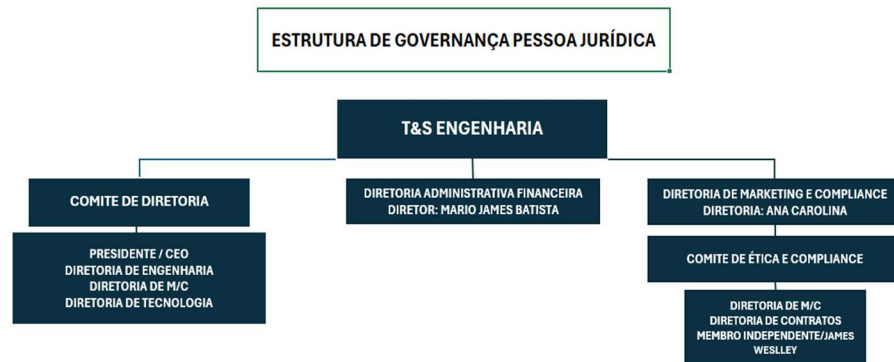 ESTRUTURA DE GOVERNANÇA PESSOA JURÍDICA
T&S ENGENHARIA
COMITE DE DIRETORIA
PRESIDENTE / CEO
DIRETORIA DE ENGENHARIA
DIRETORIA DE M/C
DIRETORIA DE TECNOLOGIA
DIRETORIA ADMINISTRATIVA FINANCEIRA
DIRETOR: MARIO JAMES BATISTA
DIRETORIA DE MARKETING E COMPLIANCE
DIRETORIA: ANA CAROLINA
COMITE DE ÉTICA E COMPLIANCE
DIRETORIA DE M/C
DIRETORIA DE CONTRATOS
MEMBRO INDEPENDENTE/JAMES
WESLLEY